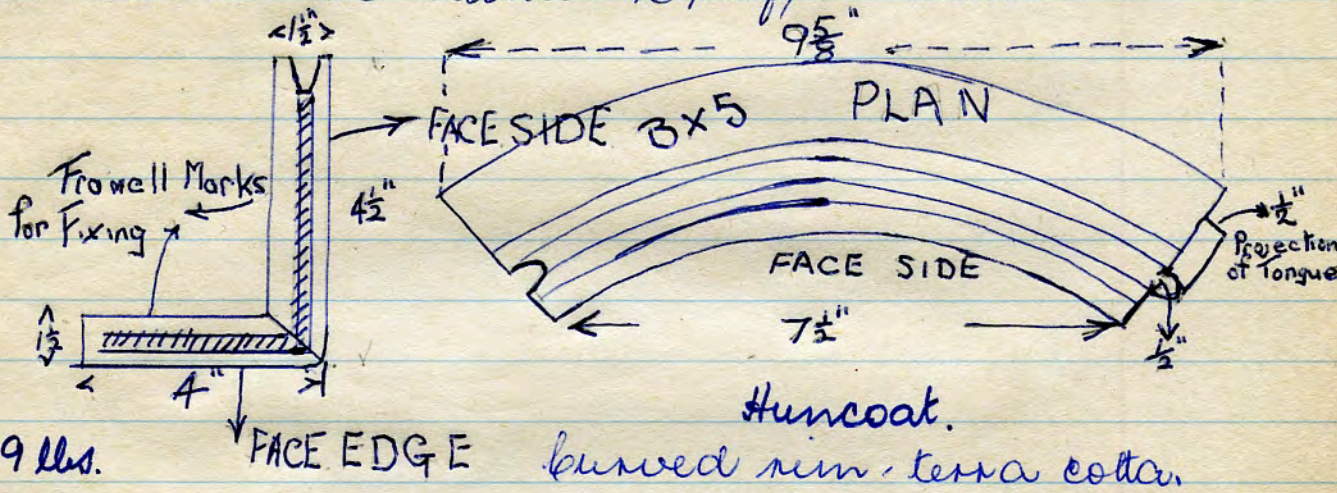 <1½">
9⅝"
PLAN
FACE SIDE B×5
Frowell Marks
for Fixing
4½"
½"
Projection
of Tongue
FACE SIDE
1½
7½"
½"
4"
Huncoat.
9 lbs.
FACE EDGE
Curved rim - terra cotta.